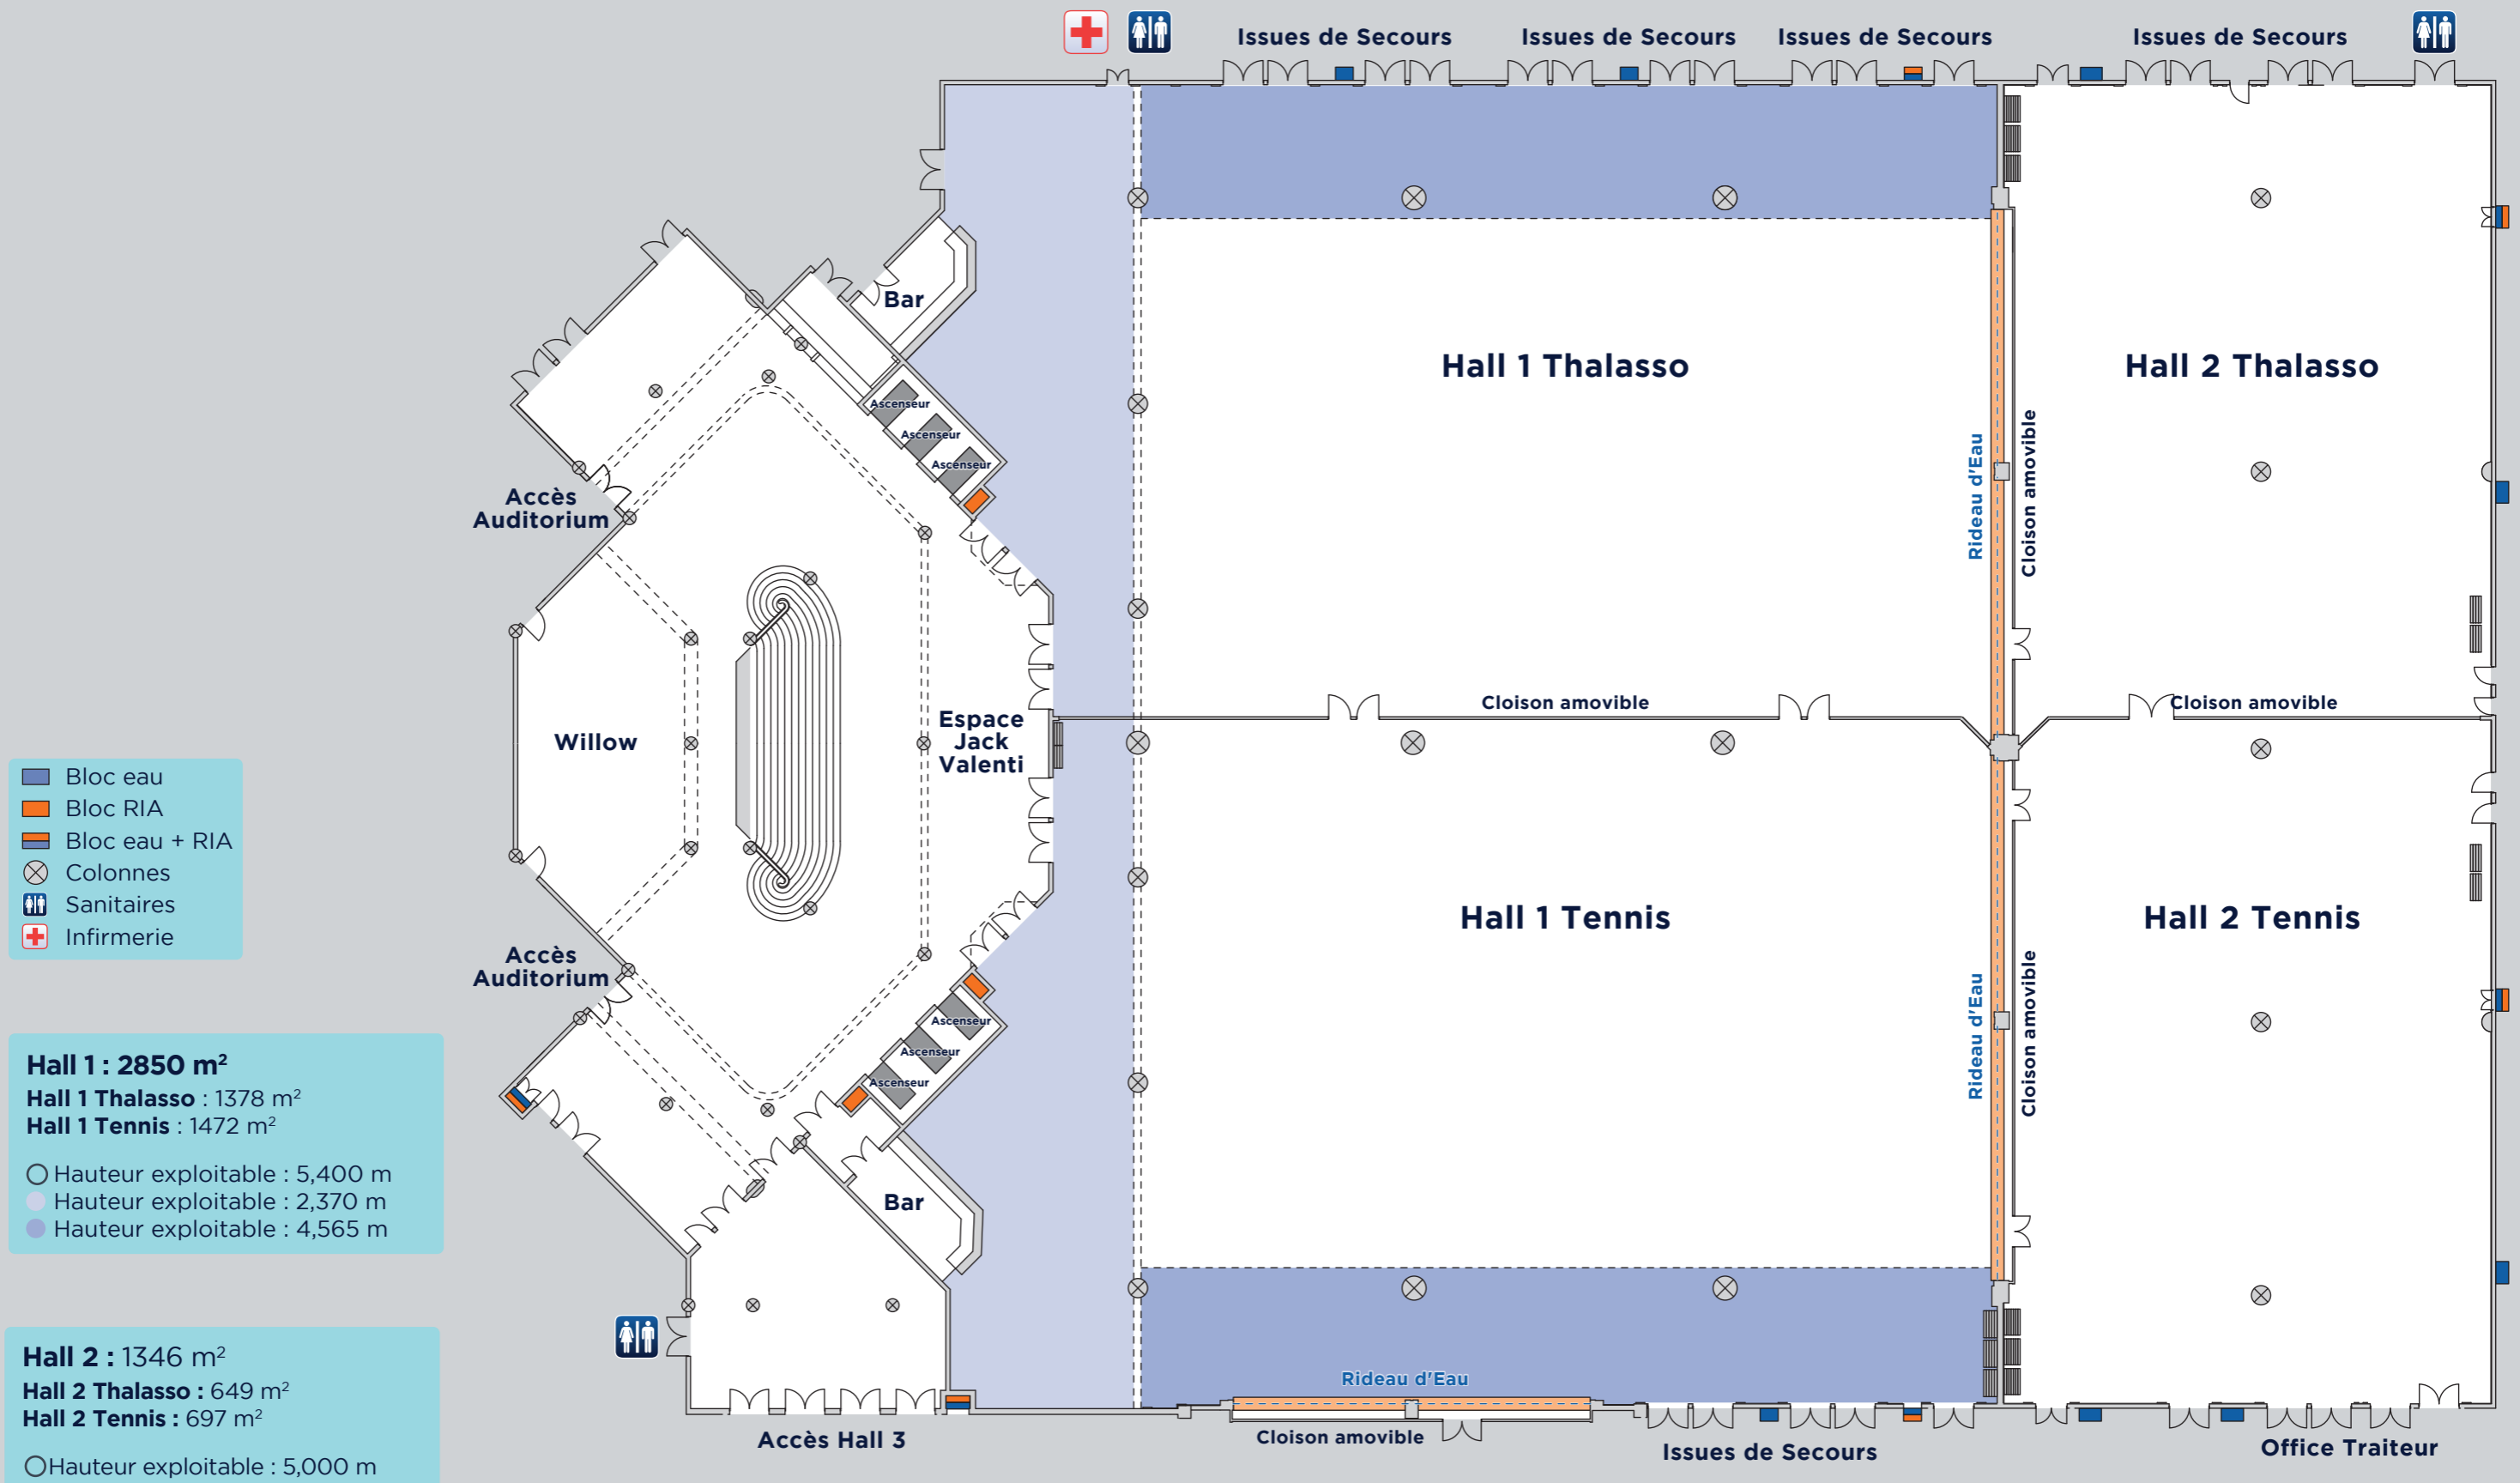 Issues de Secours
Issues de Secours
Issues de Secours
Issues de Secours
Bar
Hall 1 Thalasso
Hall 2 Thalasso
Ascenseur
Ascenseur
Ascenseur
Rideau d'Eau
Cloison amovible
Accès
Auditorium
Cloison amovible
Cloison amovible
Willow
Espace
Jack
Valenti
Bloc eau
Bloc RIA
Bloc eau + RIA
Colonnes
Sanitaires
Infirmerie
Hall 1 Tennis
Hall 2 Tennis
Accès
Auditorium
Rideau d'Eau
Cloison amovible
Ascenseur
Ascenseur
Ascenseur
Bar
Hall 1 : 2850 m²
Hall 1 Thalasso : 1378 m²
Hall 1 Tennis : 1472 m²
Hauteur exploitable : 5,400 m
Hauteur exploitable : 2,370 m
Hauteur exploitable : 4,565 m
Hall 2 : 1346 m²
Hall 2 Thalasso : 649 m²
Hall 2 Tennis : 697 m²
Hauteur exploitable : 5,000 m
Rideau d'Eau
Accès Hall 3
Cloison amovible
Issues de Secours
Office Traiteur